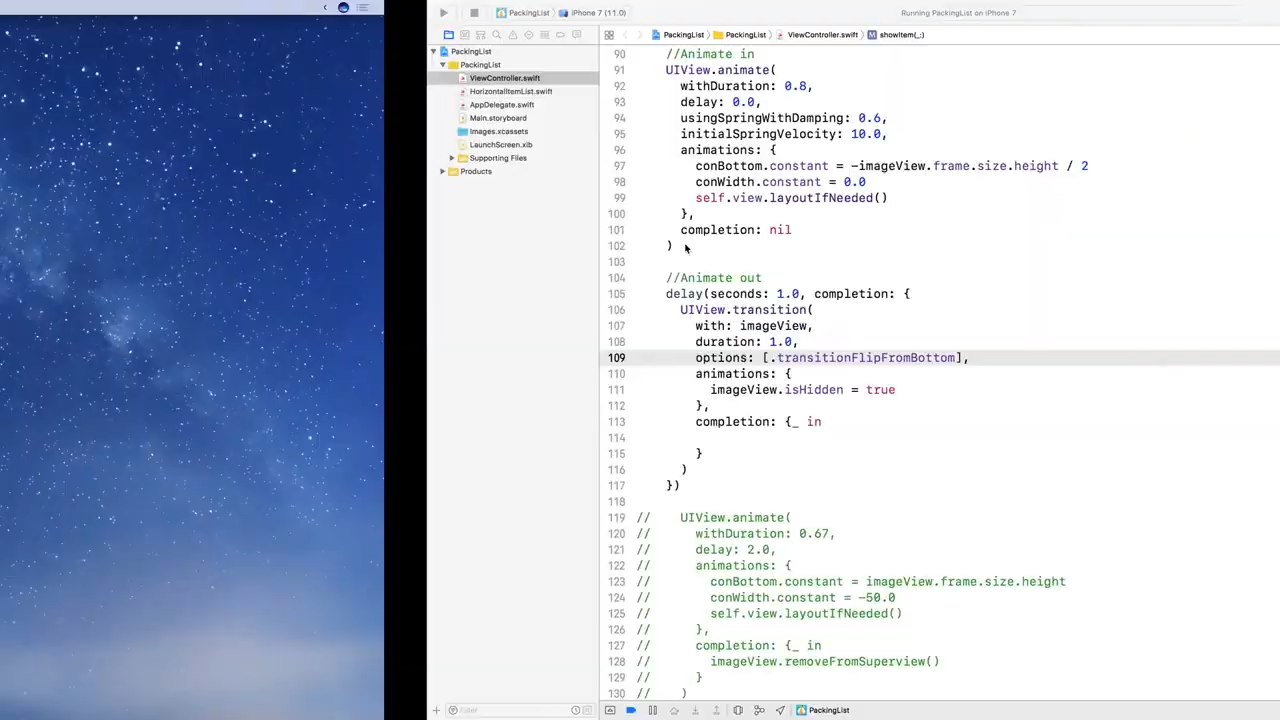 PackingList
iPhone 7 (11.0)
Running PackingList on iPhone 7
PackingList
PackingList
ViewController.swift
showItem(_:)
PackingList
PackingList
ViewController.swift
HorizontalItemList.swift
AppDelegate.swift
Main.storyboard
Images.xcassets
LaunchScreen.xib
Supporting Files
Products
90 //Animate in
91 UIView.animate(
92 withDuration: 0.8,
93 delay: 0.0,
94 usingSpringWithDamping: 0.6,
95 initialSpringVelocity: 10.0,
96 animations: {
97 conBottom.constant = -imageView.frame.size.height / 2
98 conWidth.constant = 0.0
99 self.view.layoutIfNeeded()
100 },
101 completion: nil
102 )
103
104 //Animate out
105 delay(seconds: 1.0, completion: {
106 UIView.transition(
107 with: imageView,
108 duration: 1.0,
109 options: [.transitionFlipFromBottom],
110 animations: {
111 imageView.isHidden = true
112 },
113 completion: {_ in
114
115 }
116 )
117 })
118
119 // UIView.animate(
120 // withDuration: 0.67,
121 // delay: 2.0,
122 // animations: {
123 // conBottom.constant = imageView.frame.size.height
124 // conWidth.constant = -50.0
125 // self.view.layoutIfNeeded()
126 // },
127 // completion: {_ in
128 // imageView.removeFromSuperview()
129 // }
130 // )
Filter
PackingList